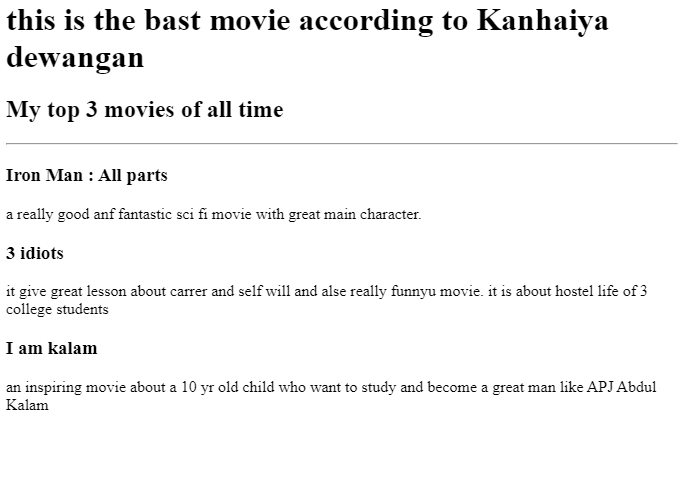 this is the bast movie according to Kanhaiya
dewangan
My top 3 movies of all time
Iron Man : All parts
a really good anf fantastic sci fi movie with great main character.
3 idiots
it give great lesson about carrer and self will and alse really funnyu movie. it is about hostel life of 3
college students
I am kalam
an inspiring movie about a 10 yr old child who want to study and become a great man like APJ Abdul
Kalam